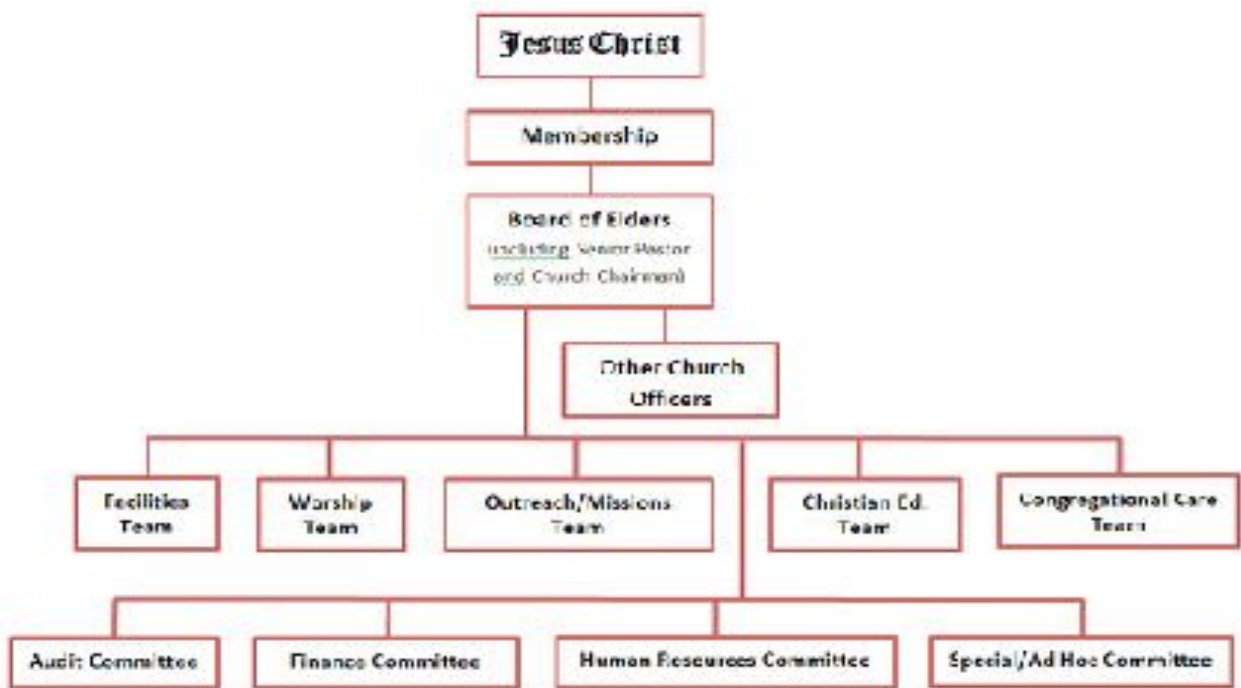 Jesus Christ
Membership
Board of Elders
(including Senior Pastor
and Church Chairman)
Other Church
Officers
Facilities
Team
Worship
Team
Outreach/Missions
Team
Christian Ed.
Team
Congregational Care
Team
Audit Committee
Finance Committee
Human Resources Committee
Special/Ad Hoc Committee